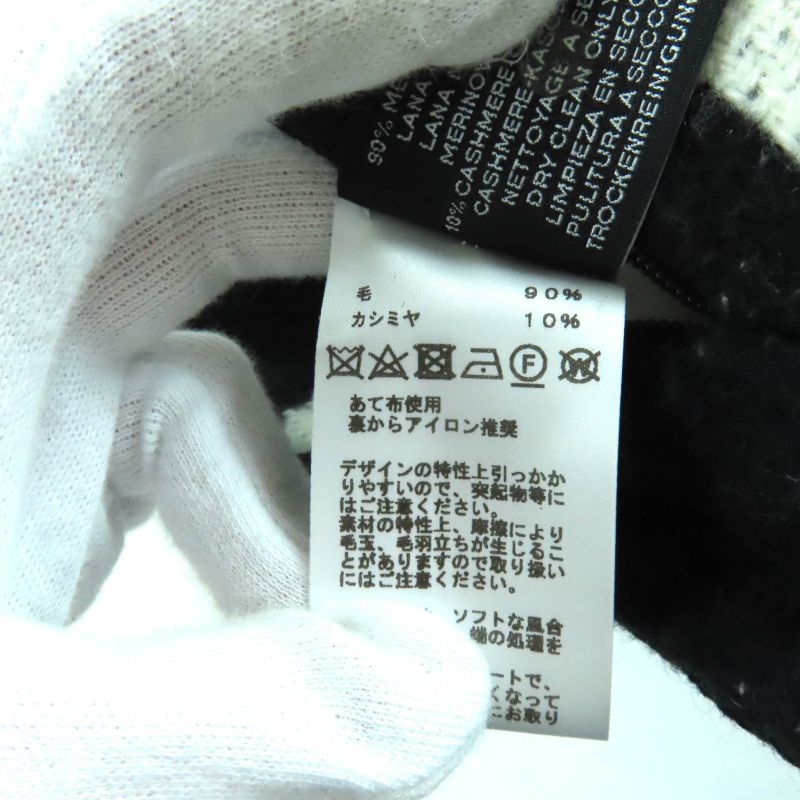 90% ME
LANA
LANA M
MERINO
10% CASHMERE
CASHMERE-KASC
NETTOYAGE A SE
DRY CLEAN ONLY
LIMPIEZA EN SECO
PULITURA A SECCO
TROCKENREINIGUN
毛 90%
カシミヤ 10%
F
W
あて布使用
裏からアイロン推奨
デザインの特性上引っかか
りやすいので、突起物等に
はご注意ください。
素材の特性上、摩擦により
毛玉、毛羽立ちが生じるこ
とがありますので取り扱い
にはご注意ください。
ソフトな風合
端の処理を
ートで、
くなって
にお取り